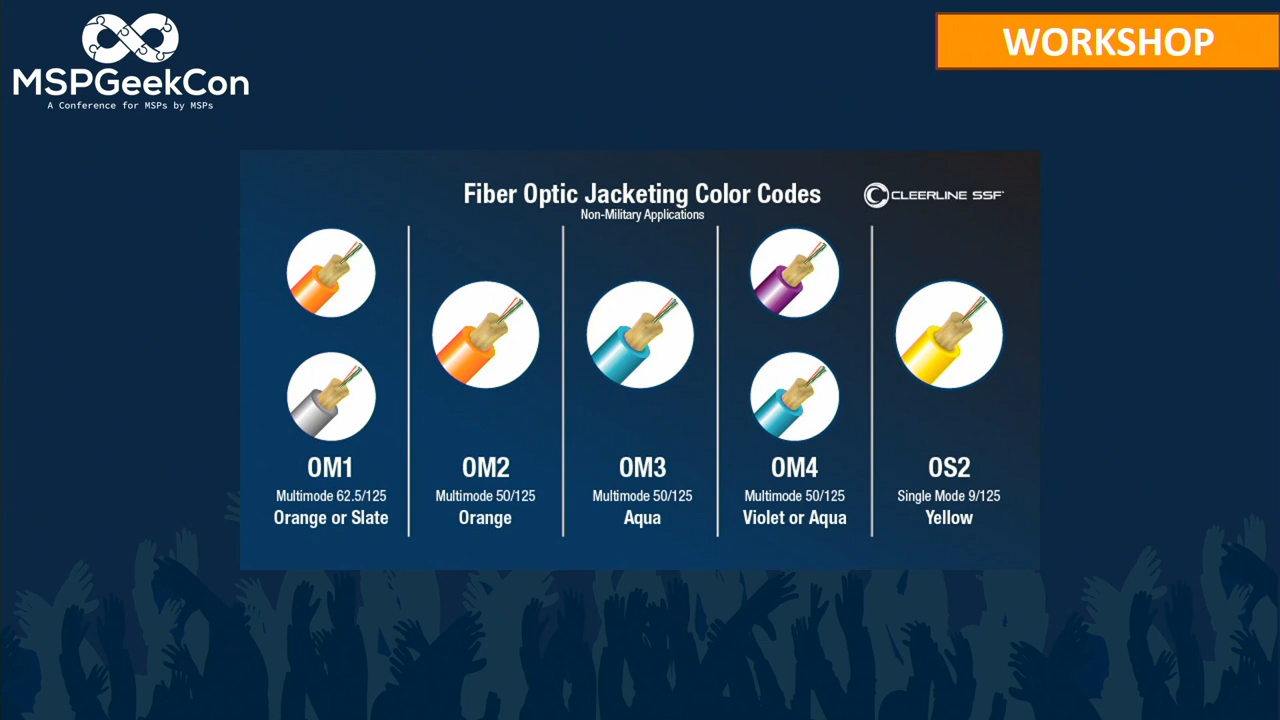 MSPGeekCon
A Conference for MSPs by MSPs
WORKSHOP
Fiber Optic Jacketing Color Codes
Non-Military Applications
CLEERLINE SSF
OM1
Multimode 62.5/125
Orange or Slate
OM2
Multimode 50/125
Orange
OM3
Multimode 50/125
Aqua
OM4
Multimode 50/125
Violet or Aqua
OS2
Single Mode 9/125
Yellow